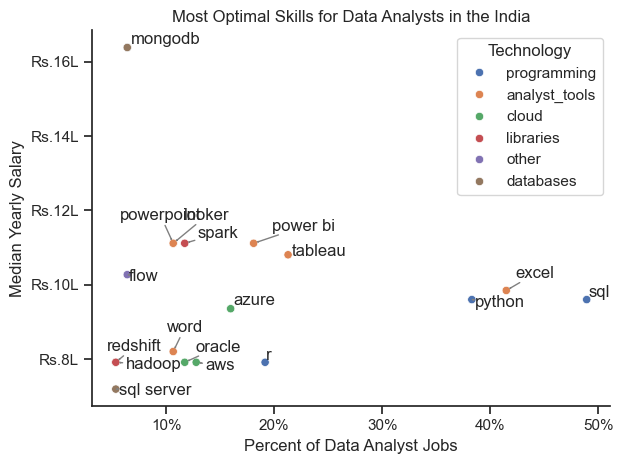 Most Optimal Skills for Data Analysts in the India
mongodb
Technology
programming
analyst_tools
cloud
libraries
other
databases
Rs.16L
Rs.14L
Rs.12L
Rs.10L
Rs.8L
Median Yearly Salary
powerpoint
looker
spark
power bi
tableau
flow
azure
excel
python
sql
word
redshift
hadoop
oracle
aws
r
sql server
10%
20%
30%
40%
50%
Percent of Data Analyst Jobs